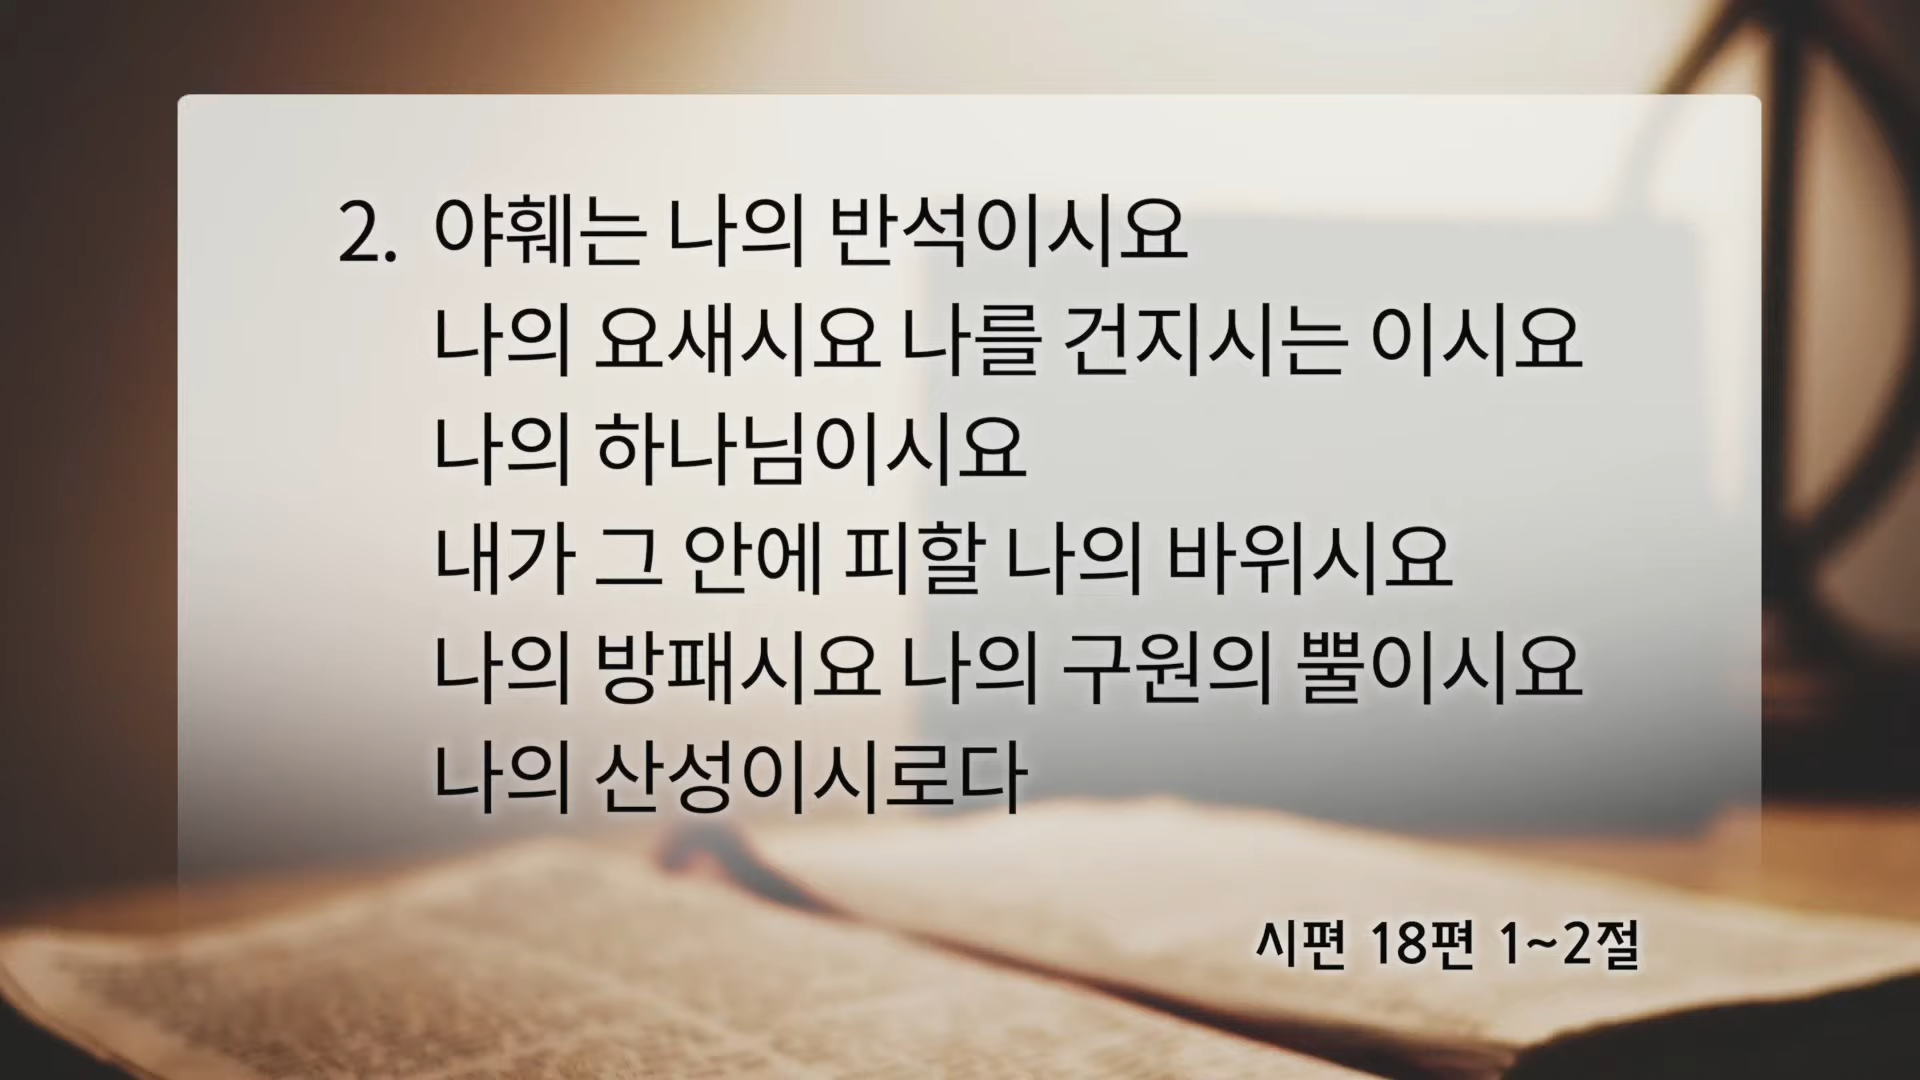 2. 야훼는 나의 반석이시요
나의 요새시요 나를 건지시는 이시요
나의 하나님이시요
내가 그 안에 피할 나의 바위시요
나의 방패시요 나의 구원의 뿔이시요
나의 산성이시로다
시편 18편 1~2절